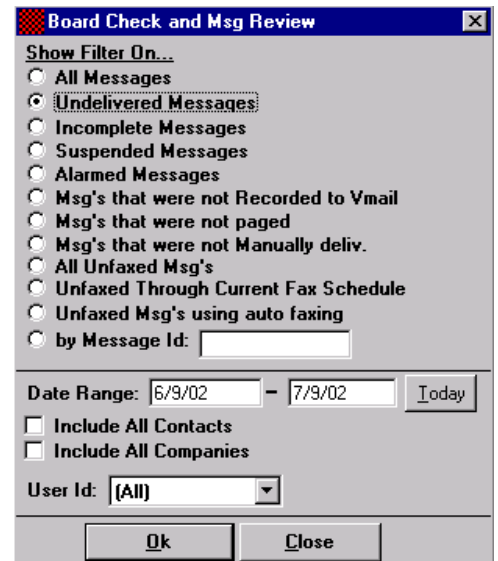 Board Check and Msg Review
Show Filter On...
All Messages
Undelivered Messages
Incomplete Messages
Suspended Messages
Alarmed Messages
Msg's that were not Recorded to Vmail
Msg's that were not paged
Msg's that were not Manually deliv.
All Unfaxed Msg's
Unfaxed Through Current Fax Schedule
Unfaxed Msg's using auto faxing
by Message Id:
Date Range: 6/9/02 - 7/9/02 Today
Include All Contacts
Include All Companies
User Id: (All)
Ok Close